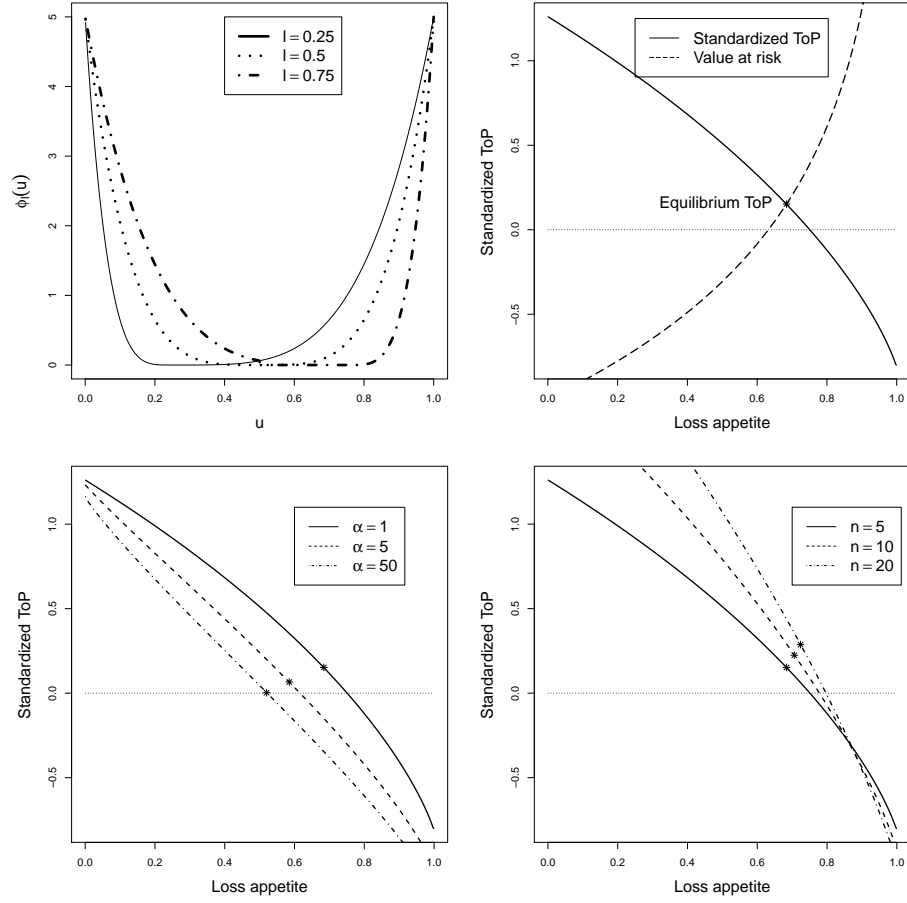 l = 0.25
l = 0.5
l = 0.75
ϕl(u)
0 1 2 3 4 5
0.0 0.2 0.4 0.6 0.8 1.0
u
Standardized ToP
Value at risk
Equilibrium ToP
Standardized ToP
−0.5 0.0 0.5 1.0
0.0 0.2 0.4 0.6 0.8 1.0
Loss appetite
α = 1
α = 5
α = 50
Standardized ToP
−0.5 0.0 0.5 1.0
0.0 0.2 0.4 0.6 0.8 1.0
Loss appetite
n = 5
n = 10
n = 20
Standardized ToP
−0.5 0.0 0.5 1.0
0.0 0.2 0.4 0.6 0.8 1.0
Loss appetite